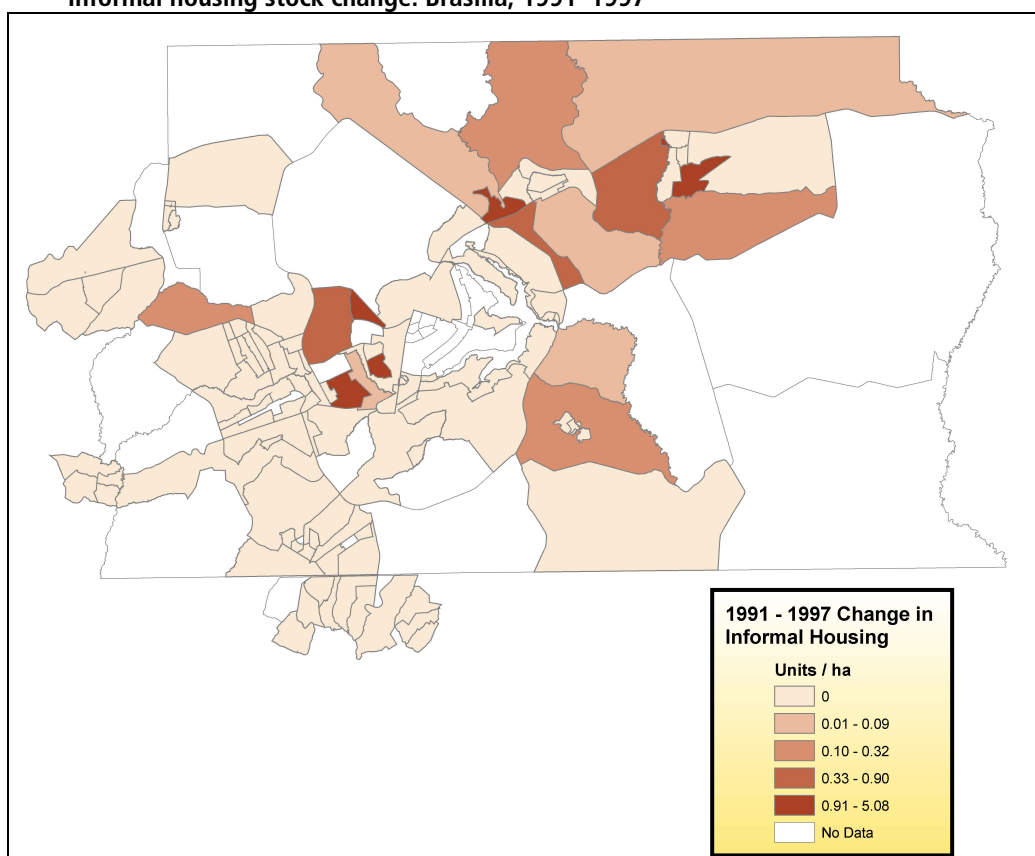 Informal housing stock change: Brasília, 1991–1997
1991 - 1997 Change in
Informal Housing
Units / ha
0
0.01 - 0.09
0.10 - 0.32
0.33 - 0.90
0.91 - 5.08
No Data